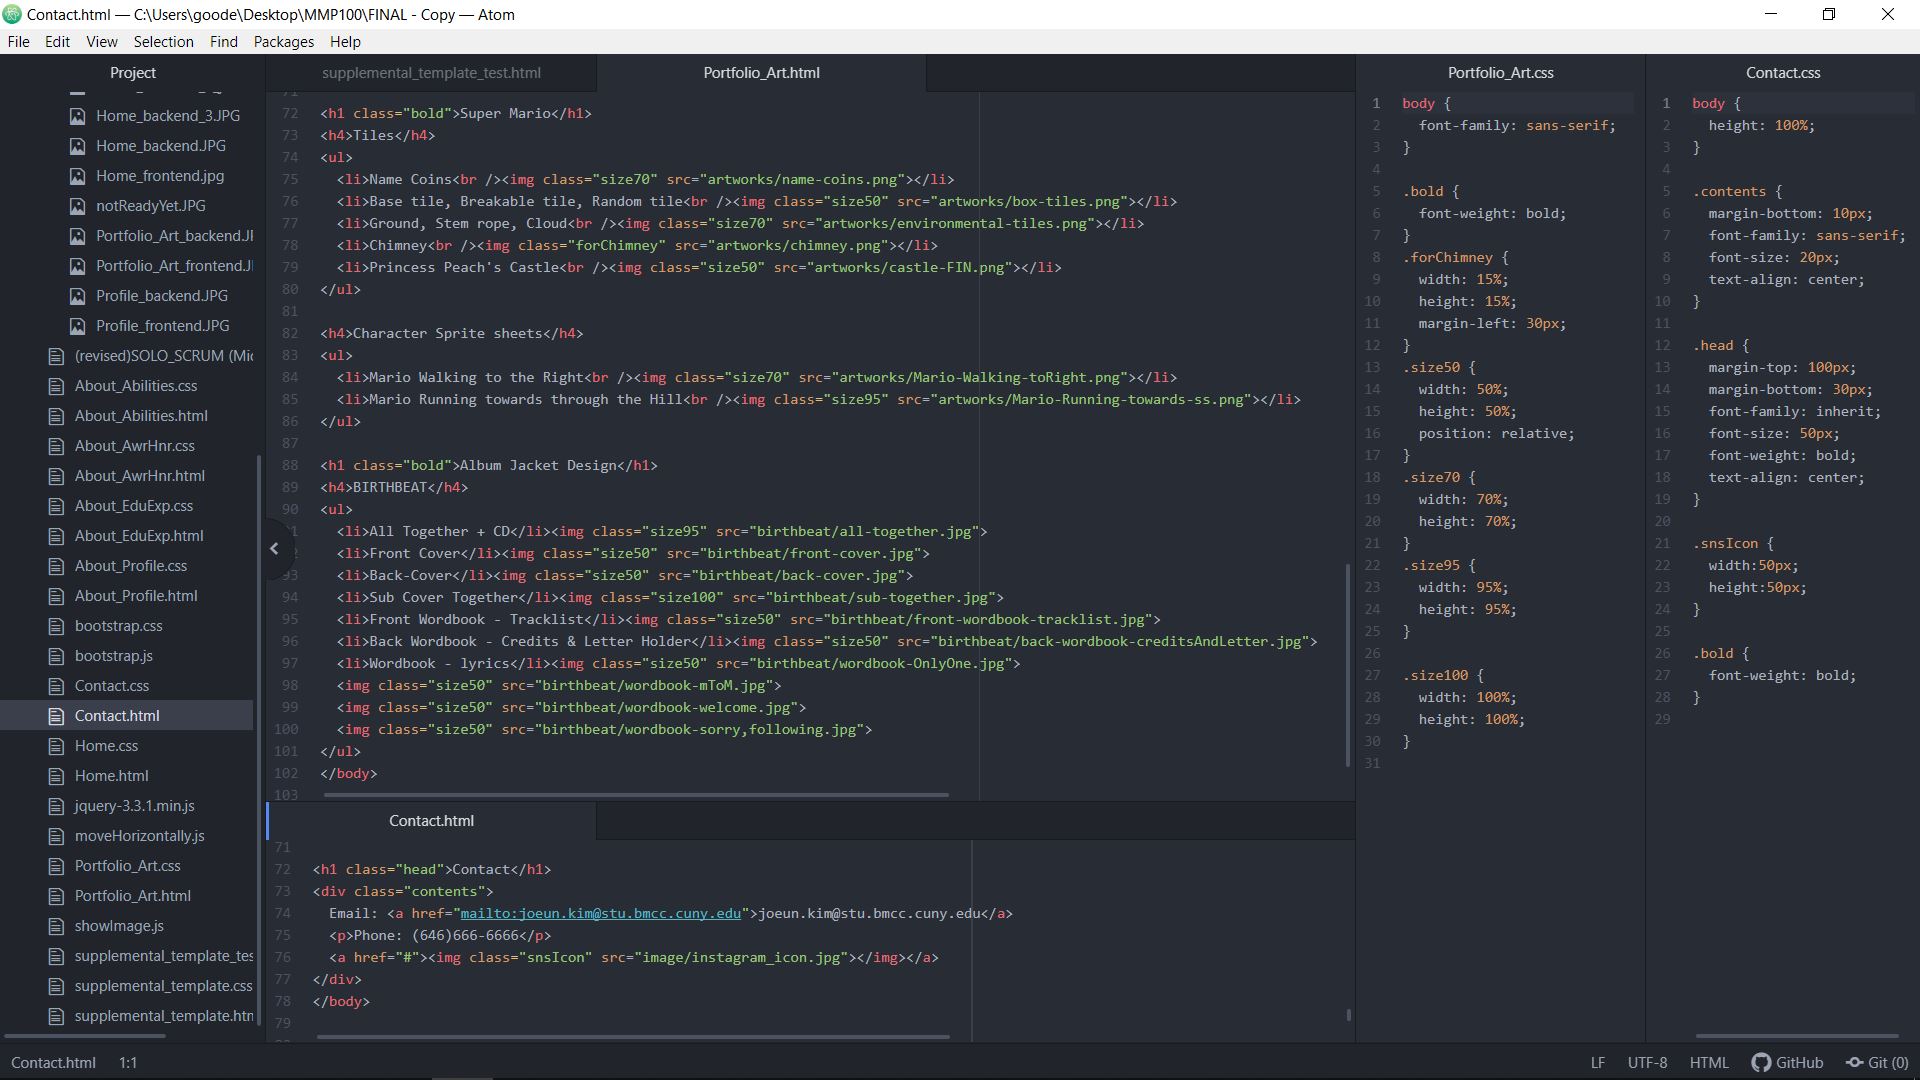 Contact.html — C:\Users\goode\Desktop\MMP100\FINAL - Copy — Atom
File Edit View Selection Find Packages Help
Project
Home_backend_3.JPG
Home_backend.JPG
Home_frontend.jpg
notReadyYet.JPG
Portfolio_Art_backend.JF
Portfolio_Art_frontend.J
Profile_backend.JPG
Profile_frontend.JPG
(revised)SOLO_SCRUM (Mic
About_Abilities.css
About_Abilities.html
About_AwrHnr.css
About_AwrHnr.html
About_EduExp.css
About_EduExp.html
About_Profile.css
About_Profile.html
bootstrap.css
bootstrap.js
Contact.css
Contact.html
Home.css
Home.html
jquery-3.3.1.min.js
moveHorizontally.js
Portfolio_Art.css
Portfolio_Art.html
showImage.js
supplemental_template_tes
supplemental_template.css
supplemental_template.htm
supplemental_template_test.html
Portfolio_Art.html
71
72 <h1 class="bold">Super Mario</h1>
73 <h4>Tiles</h4>
74 <ul>
75 <li>Name Coins<br /><img class="size70" src="artworks/name-coins.png"></li>
76 <li>Base tile, Breakable tile, Random tile<br /><img class="size50" src="artworks/box-tiles.png"></li>
77 <li>Ground, Stem rope, Cloud<br /><img class="size70" src="artworks/environmental-tiles.png"></li>
78 <li>Chimney<br /><img class="forChimney" src="artworks/chimney.png"></li>
79 <li>Princess Peach's Castle<br /><img class="size50" src="artworks/castle-FIN.png"></li>
80 </ul>
81
82 <h4>Character Sprite sheets</h4>
83 <ul>
84 <li>Mario Walking to the Right<br /><img class="size70" src="artworks/Mario-Walking-toRight.png"></li>
85 <li>Mario Running towards through the Hill<br /><img class="size95" src="artworks/Mario-Running-towards-ss.png"></li>
86 </ul>
87
88 <h1 class="bold">Album Jacket Design</h1>
89 <h4>BIRTHBEAT</h4>
90 <ul>
1 <li>All Together + CD</li><img class="size95" src="birthbeat/all-together.jpg">
2 <li>Front Cover</li><img class="size50" src="birthbeat/front-cover.jpg">
93 <li>Back-Cover</li><img class="size50" src="birthbeat/back-cover.jpg">
94 <li>Sub Cover Together</li><img class="size100" src="birthbeat/sub-together.jpg">
95 <li>Front Wordbook - Tracklist</li><img class="size50" src="birthbeat/front-wordbook-tracklist.jpg">
96 <li>Back Wordbook - Credits & Letter Holder</li><img class="size50" src="birthbeat/back-wordbook-creditsAndLetter.jpg">
97 <li>Wordbook - lyrics</li><img class="size50" src="birthbeat/wordbook-OnlyOne.jpg">
98 <img class="size50" src="birthbeat/wordbook-mToM.jpg">
99 <img class="size50" src="birthbeat/wordbook-welcome.jpg">
100 <img class="size50" src="birthbeat/wordbook-sorry,following.jpg">
101 </ul>
102 </body>
103
Contact.html
71
72 <h1 class="head">Contact</h1>
73 <div class="contents">
74 Email: <a href="mailto:joeun.kim@stu.bmcc.cuny.edu">joeun.kim@stu.bmcc.cuny.edu</a>
75 <p>Phone: (646)666-6666</p>
76 <a href="#"><img class="snsIcon" src="image/instagram_icon.jpg"></img></a>
77 </div>
78 </body>
79
Portfolio_Art.css
1 body {
2 font-family: sans-serif;
3 }
4
5 .bold {
6 font-weight: bold;
7 }
8 .forChimney {
9 width: 15%;
10 height: 15%;
11 margin-left: 30px;
12 }
13 .size50 {
14 width: 50%;
15 height: 50%;
16 position: relative;
17 }
18 .size70 {
19 width: 70%;
20 height: 70%;
21 }
22 .size95 {
23 width: 95%;
24 height: 95%;
25 }
26
27 .size100 {
28 width: 100%;
29 height: 100%;
30 }
31
Contact.css
1 body {
2 height: 100%;
3 }
4
5 .contents {
6 margin-bottom: 10px;
7 font-family: sans-serif;
8 font-size: 20px;
9 text-align: center;
10 }
11
12 .head {
13 margin-top: 100px;
14 margin-bottom: 30px;
15 font-family: inherit;
16 font-size: 50px;
17 font-weight: bold;
18 text-align: center;
19 }
20
21 .snsIcon {
22 width:50px;
23 height:50px;
24 }
25
26 .bold {
27 font-weight: bold;
28 }
29
Contact.html 1:1 LF UTF-8 HTML GitHub Git (0)